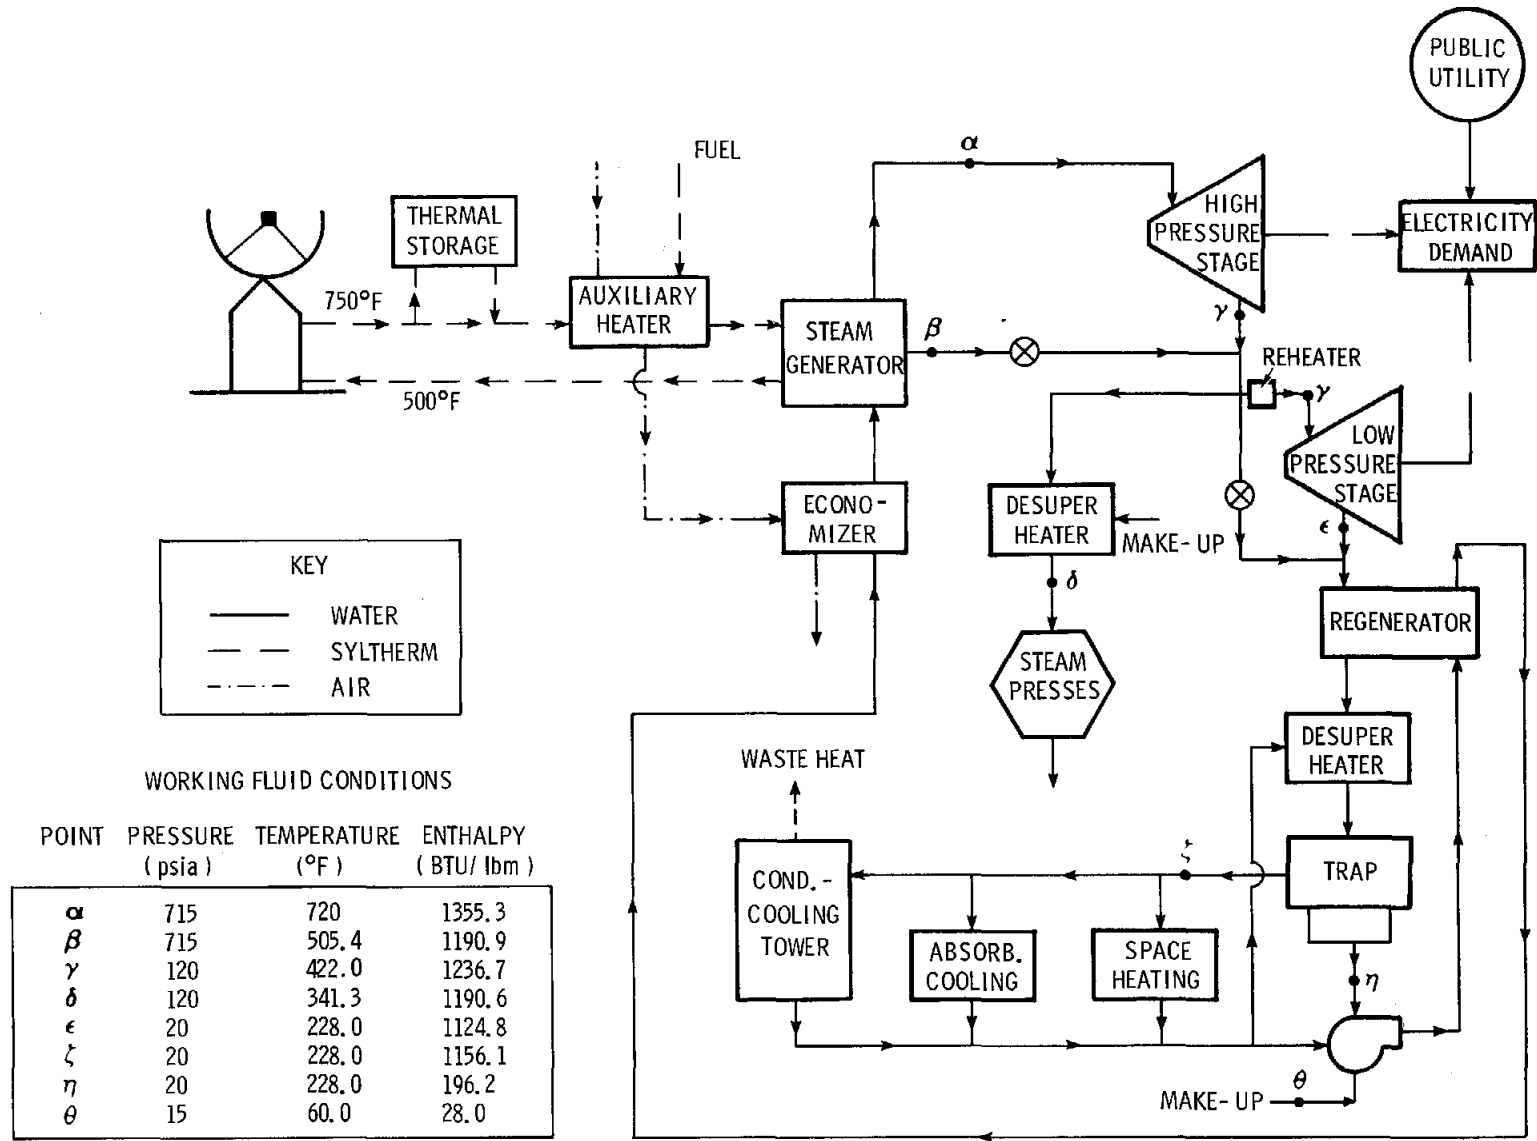 PUBLIC
UTILITY
α
FUEL
HIGH
PRESSURE
STAGE
ELECTRICITY
DEMAND
THERMAL
STORAGE
750°F
AUXILIARY
HEATER
γ
STEAM
GENERATOR
β
REHEATER
500°F
γ
LOW
PRESSURE
STAGE
ECONO-
MIZER
DESUPER
HEATER
MAKE-UP
ϵ
δ
KEY
WATER
SYLTHERM
AIR
REGENERATOR
STEAM
PRESSES
DESUPER
HEATER
WASTE HEAT
WORKING FLUID CONDITIONS
POINT PRESSURE TEMPERATURE ENTHALPY
(psia) (°F) (BTU/lbm)
α 715 720 1355.3
β 715 505.4 1190.9
γ 120 422.0 1236.7
δ 120 341.3 1190.6
ϵ 20 228.0 1124.8
ζ 20 228.0 1156.1
η 20 228.0 196.2
θ 15 60.0 28.0
COND.-
COOLING
TOWER
ζ
TRAP
ABSORB.
COOLING
SPACE
HEATING
η
θ
MAKE-UP